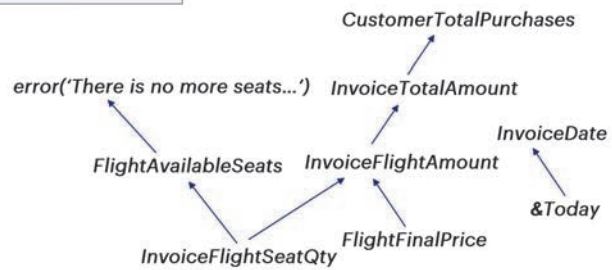 CustomerTotalPurchases
error('There is no more seats...')
InvoiceTotalAmount
InvoiceDate
FlightAvailableSeats
InvoiceFlightAmount
&Today
InvoiceFlightSeatQty
FlightFinalPrice